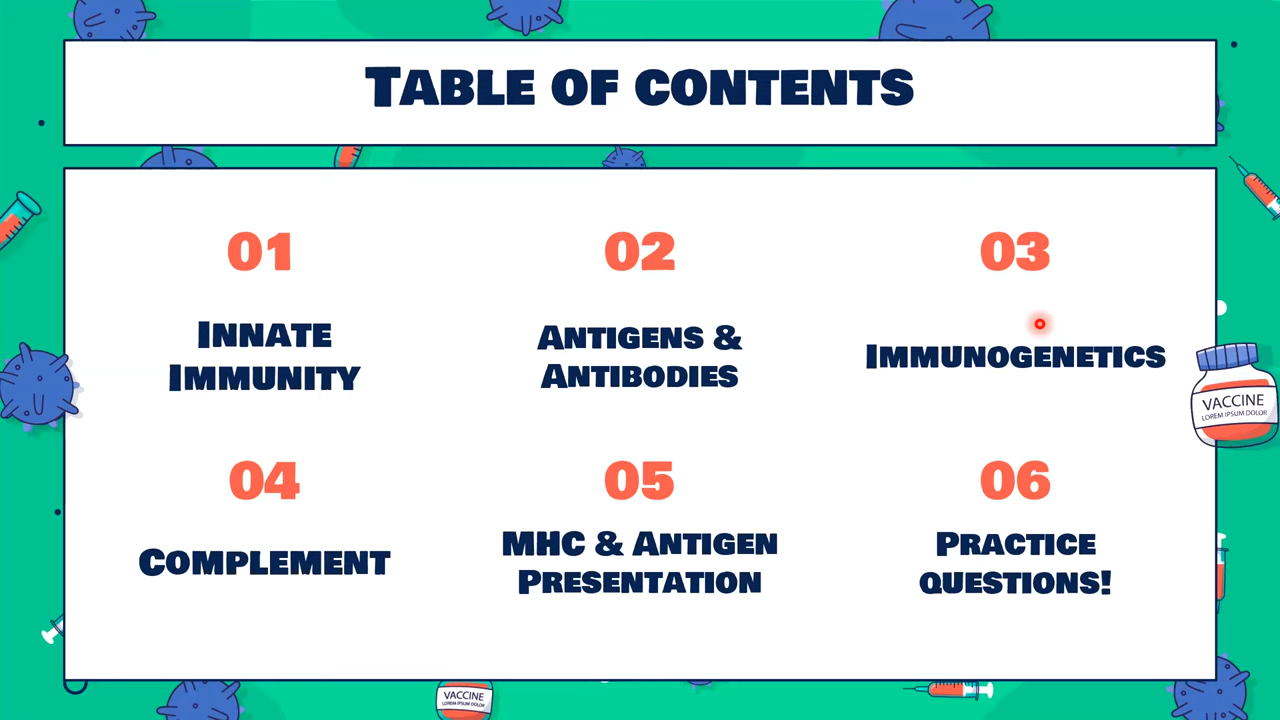 TABLE OF CONTENTS
01
02
03
INNATE
IMMUNITY
ANTIGENS &
ANTIBODIES
IMMUNOGENETICS
VACCINE
LOREM IPSUM DOLOR
04
05
06
COMPLEMENT
MHC & ANTIGEN
PRESENTATION
PRACTICE
QUESTIONS!
VACCINE
LOREM IPSUM DOLOR